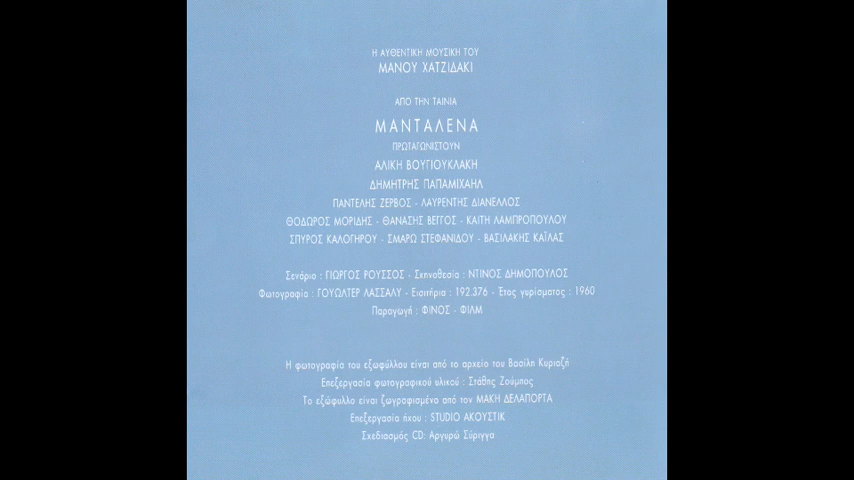 Η ΑΥΘΕΝΤΙΚΗ ΜΟΥΣΙΚΗ ΤΟΥ
ΜΑΝΟΥ ΧΑΤΖΙΔΑΚΙ
ΑΠΟ ΤΗΝ ΤΑΙΝΙΑ
ΜΑΝΤΑΛΕΝΑ
ΠΡΩΤΑΓΩΝΙΣΤΟΥΝ
ΑΛΙΚΗ ΒΟΥΓΙΟΥΚΛΑΚΗ
ΔΗΜΗΤΡΗΣ ΠΑΠΑΜΙΧΑΗΛ
ΠΑΝΤΕΛΗΣ ΖΕΡΒΟΣ - ΛΑΥΡΕΝΤΗΣ ΔΙΑΝΕΛΛΟΣ
ΘΟΔΩΡΟΣ ΜΟΡΙΔΗΣ - ΘΑΝΑΣΗΣ ΒΕΓΓΟΣ - ΚΑΙΤΗ ΛΑΜΠΡΟΠΟΥΛΟΥ
ΣΠΥΡΟΣ ΚΑΛΟΓΗΡΟΥ - ΣΜΑΡΩ ΣΤΕΦΑΝΙΔΟΥ - ΒΑΣΙΛΑΚΗΣ ΚΑΪΛΑΣ
Σενάριο : ΓΙΩΡΓΟΣ ΡΟΥΣΣΟΣ - Σκηνοθεσία : ΝΤΙΝΟΣ ΔΗΜΟΠΟΥΛΟΣ
Φωτογραφία : ΓΟΥΩΛΤΕΡ ΛΑΣΣΑΛΥ - Εισιτήρια : 192.376 - Έτος γυρίσματος : 1960
Παραγωγή : ΦΙΝΟΣ - ΦΙΛΜ
Η φωτογραφία του εξωφύλλου είναι από το αρχείο του Βασίλη Κυριαζή
Επεξεργασία φωτογραφικού υλικού : Στάθης Ζούμπος
Το εξώφυλλο είναι ζωγραφισμένο από τον ΜΑΚΗ ΔΕΛΑΠΟΡΤΑ
Επεξεργασία ήχου : STUDIO ΑΚΟΥΣΤΙΚ
Σχεδιασμός CD: Αργυρώ Σύριγγα